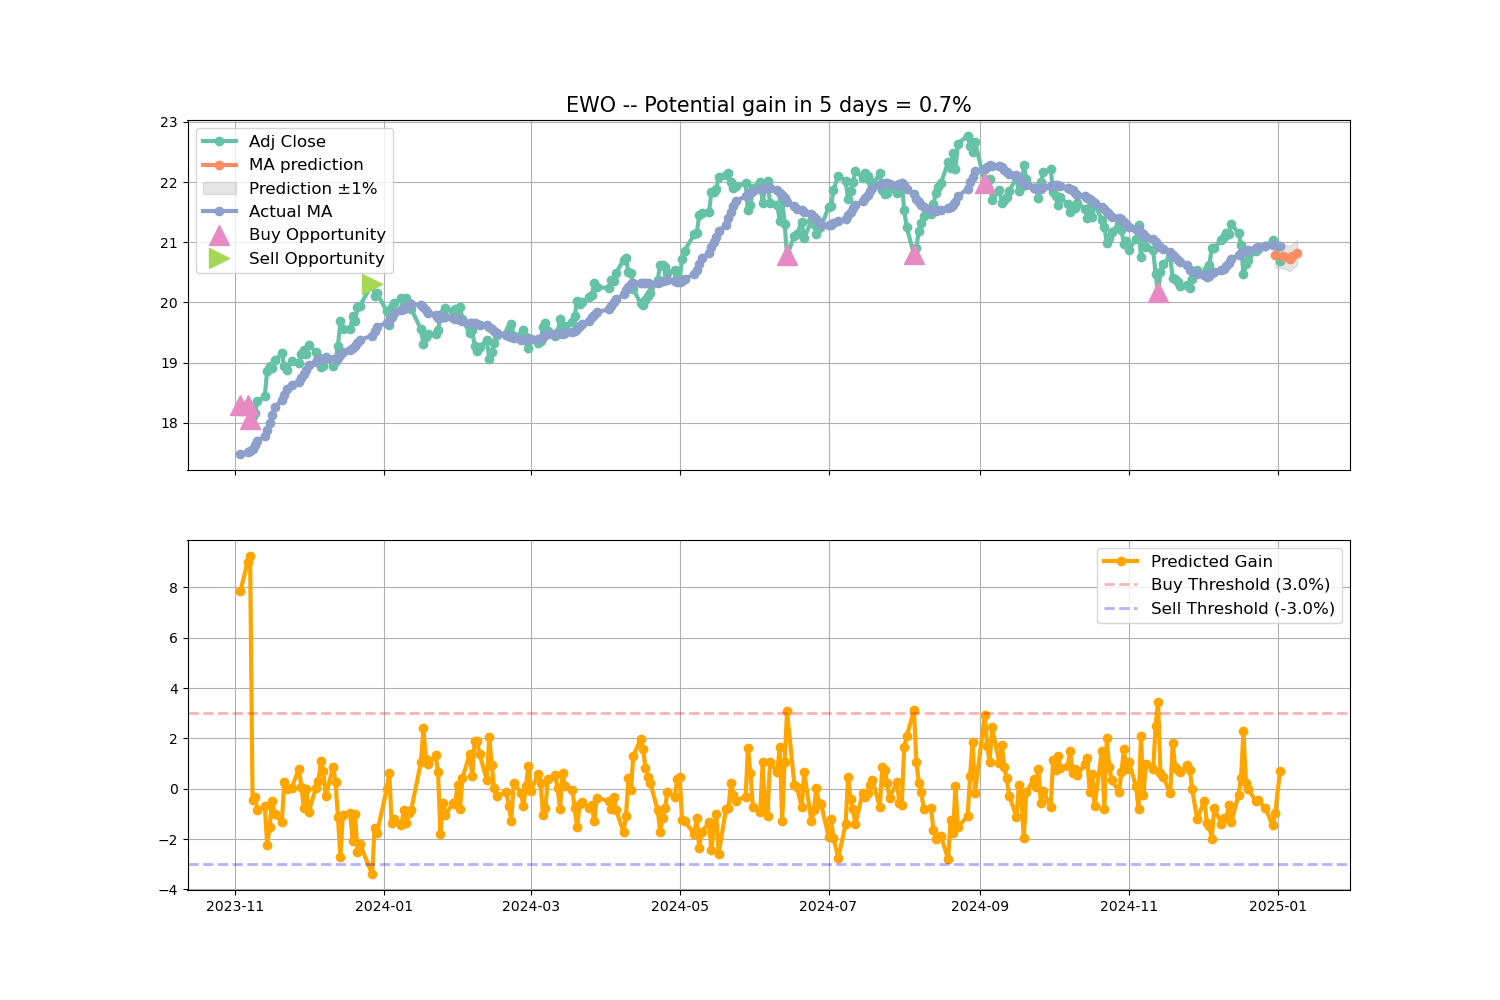 EWO -- Potential gain in 5 days = 0.7%
23
22
21
20
19
18
Adj Close
MA prediction
Prediction ±1%
Actual MA
Buy Opportunity
Sell Opportunity
8
6
4
2
0
−2
−4
Predicted Gain
Buy Threshold (3.0%)
Sell Threshold (-3.0%)
2023-11
2024-01
2024-03
2024-05
2024-07
2024-09
2024-11
2025-01